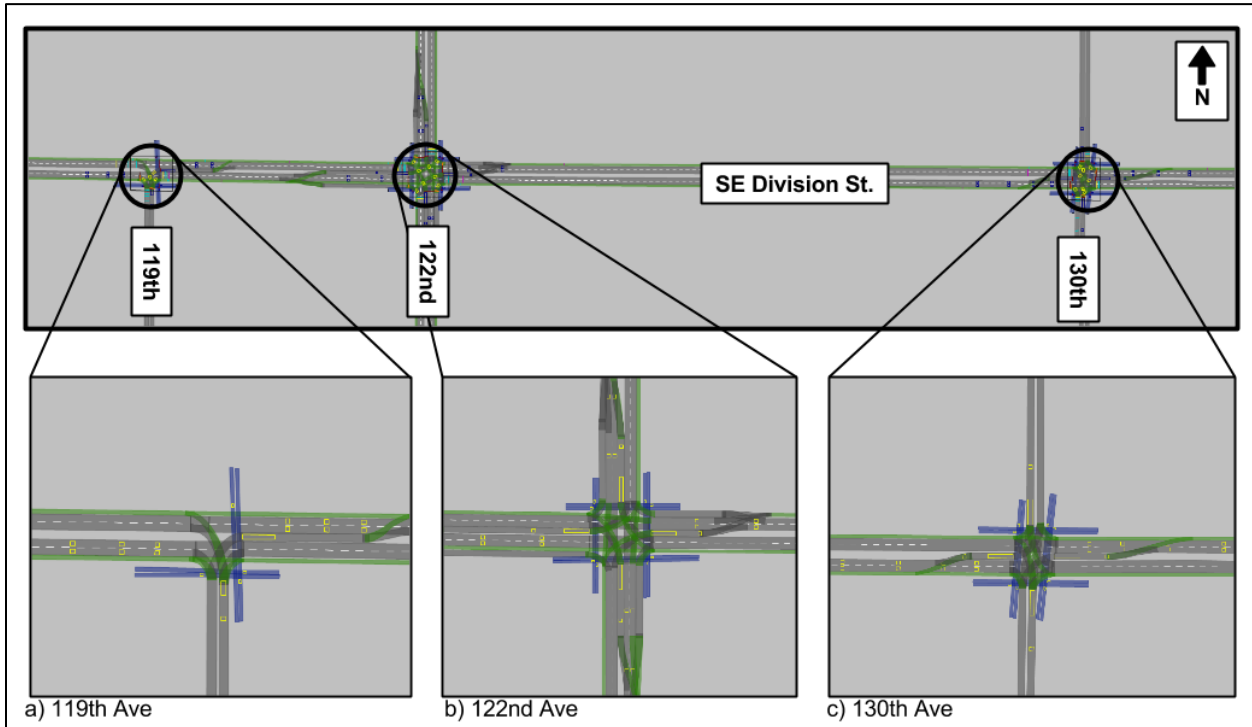 N
SE Division St.
119th
122nd
130th
a) 119th Ave
b) 122nd Ave
c) 130th Ave